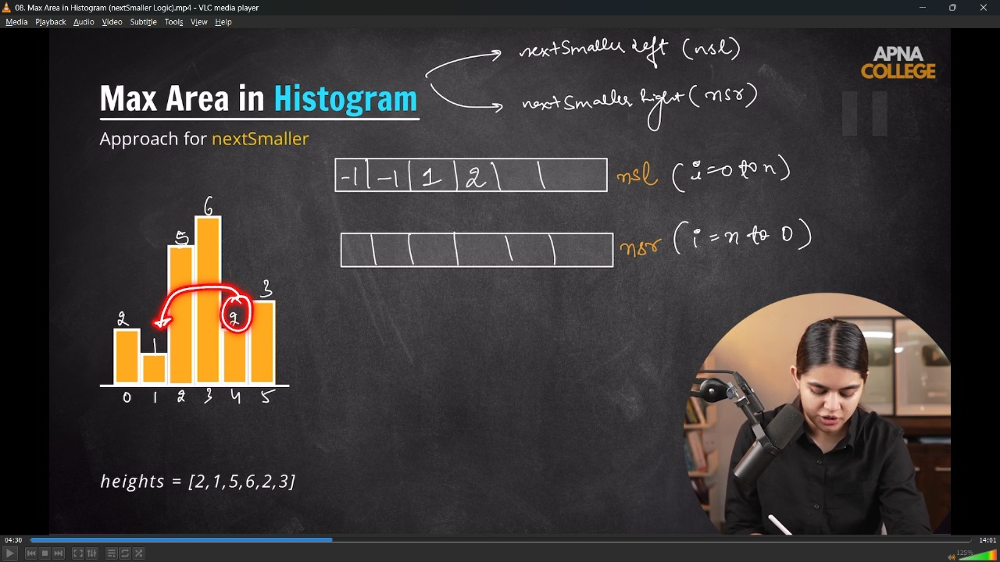 08. Max Area in Histogram (nextSmaller Logic).mp4 - VLC media player
Media Playback Audio Video Subtitle Tools View Help
nextSmaller Left (nsl)
APNA
COLLEGE
Max Area in Histogram
nextSmaller Right (nsr)
Approach for nextSmaller
-1 -1 1 2 nsl (i=0 to n)
nsr (i=n to 0)
6
5
3
2 2
1
0 1 2 3 4 5
heights = [2,1,5,6,2,3]
04:30 14:01
125%